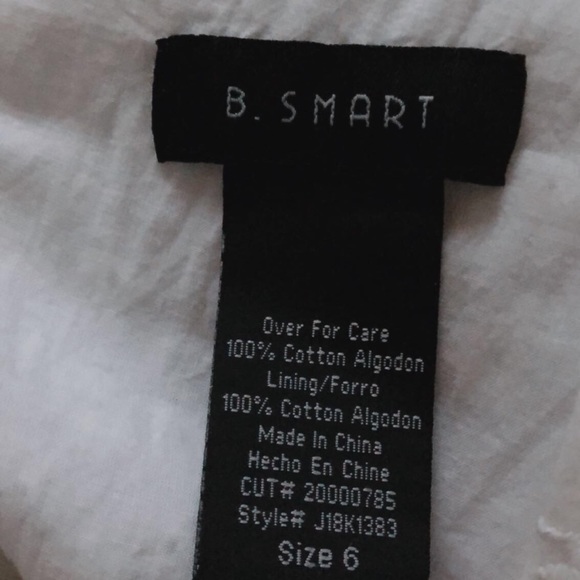 B. SMART
Over For Care
100% Cotton Algodon
Lining/Forro
100% Cotton Algodon
Made In China
Hecho En Chine
CUT# 20000785
Style# J18K1383
Size 6